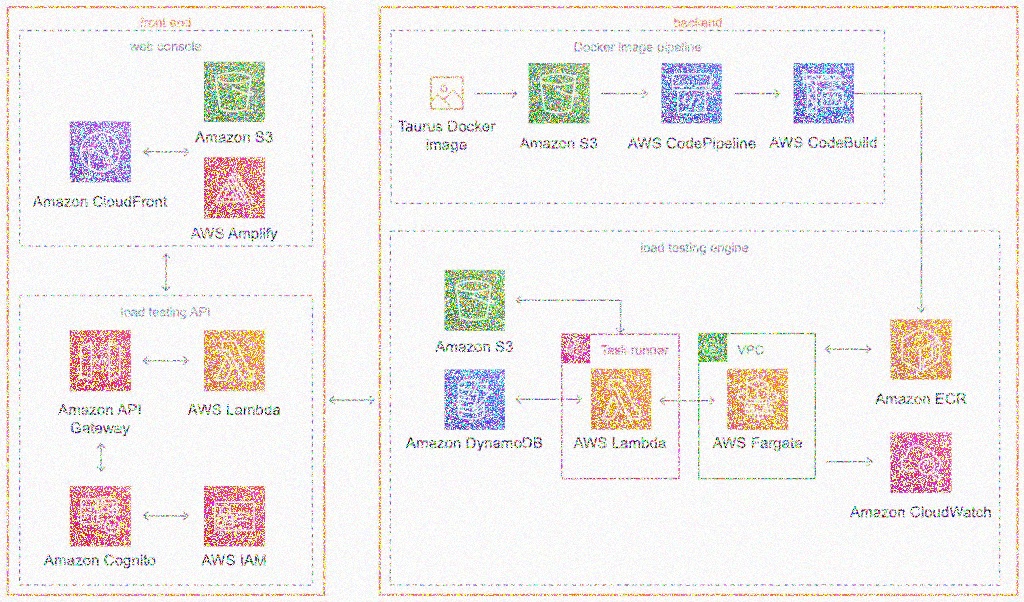 front end
web console
Amazon S3
Amazon CloudFront
AWS Amplify
load testing API
Amazon API
Gateway
AWS Lambda
Amazon Cognito
AWS IAM
backend
Docker image pipeline
Taurus Docker
Image
Amazon S3
AWS CodePipeline
AWS CodeBuild
load testing engine
Amazon S3
Task runner
VPC
Amazon ECR
Amazon DynamoDB
AWS Lambda
AWS Fargate
Amazon CloudWatch